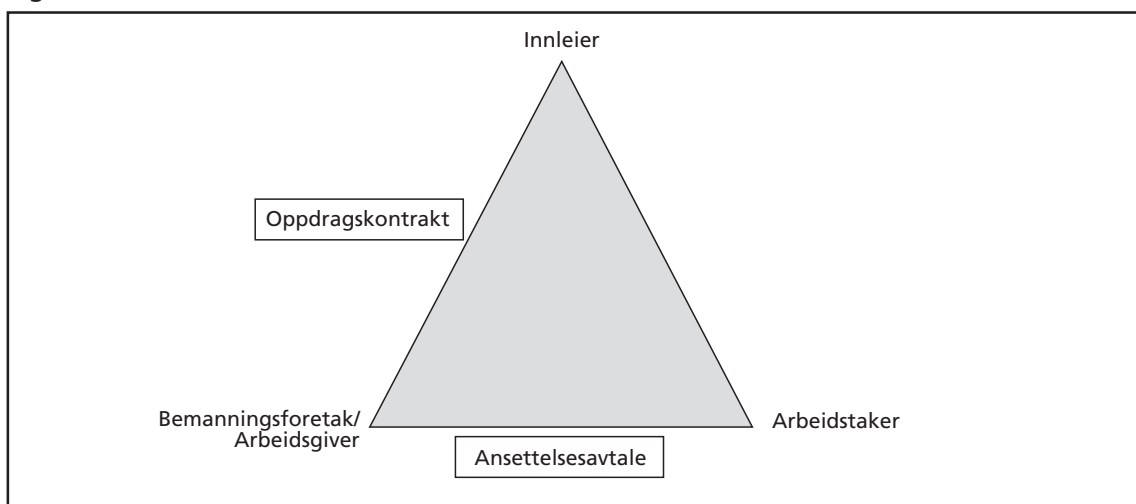 Innleier
Oppdragskontrakt
Bemanningsforetak/
Arbeidsgiver
Arbeidstaker
Ansettelsesavtale